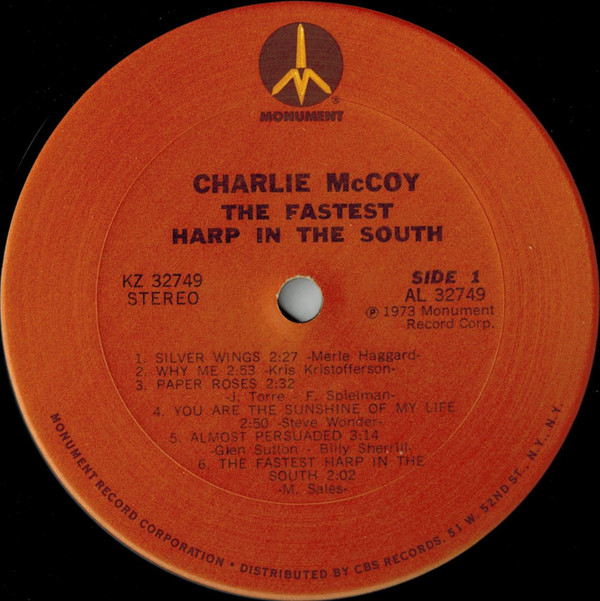 MONUMENT
®
CHARLIE McCOY
THE FASTEST
HARP IN THE SOUTH
KZ 32749
STEREO
SIDE 1
AL 32749
℗ 1973 Monument
Record Corp.
1. SILVER WINGS 2:27 -Merle Haggard-
2. WHY ME 2:53 -Kris Kristofferson-
3. PAPER ROSES 2:32
-J. Torre - F. Spielman-
4. YOU ARE THE SUNSHINE OF MY LIFE
2:50 -Steve Wonder-
5. ALMOST PERSUADED 3:14
-Glen Sutton - Billy Sherrill-
6. THE FASTEST HARP IN THE
SOUTH 2:02
-M. Sales-
MONUMENT RECORD CORPORATION • DISTRIBUTED BY CBS RECORDS, 51 W. 52ND ST., N.Y., N.Y.